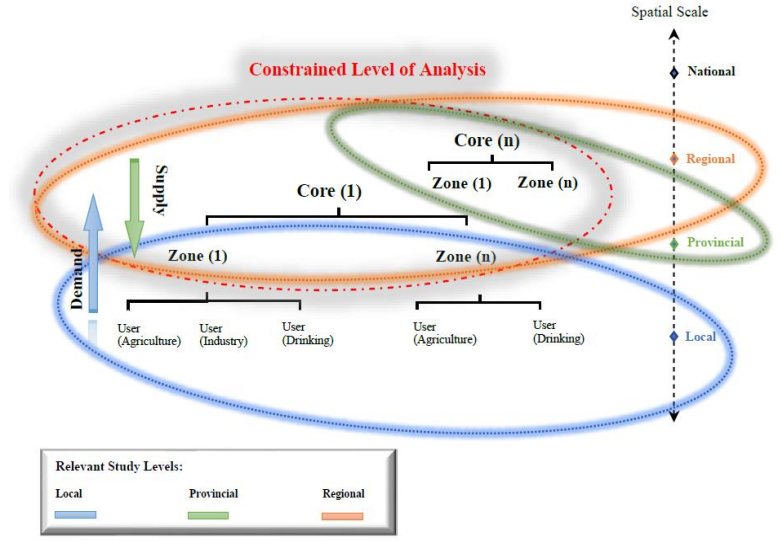 Spatial Scale
Constrained Level of Analysis
National
Core (n)
Regional
Zone (1) Zone (n)
Supply
Core (1)
Demand
Zone (1) Zone (n)
Provincial
User
(Agriculture)
User
(Industry)
User
(Drinking)
User
(Agriculture)
User
(Drinking)
Local
Relevant Study Levels:
Local Provincial Regional